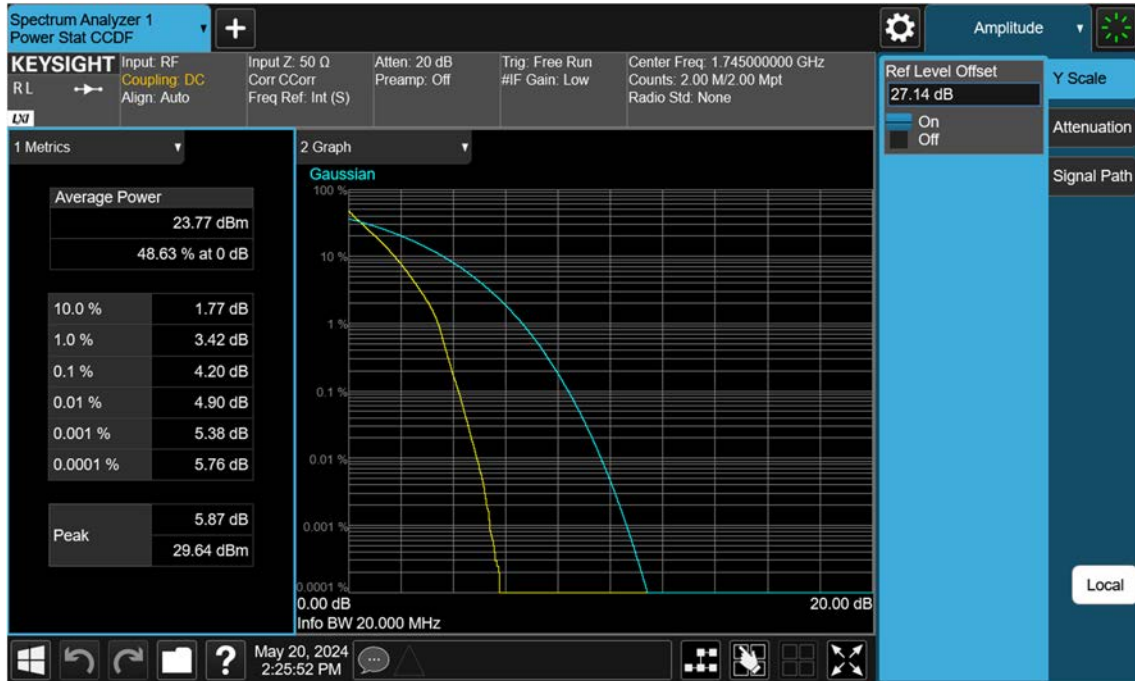 Spectrum Analyzer 1
Power Stat CCDF
Amplitude
KEYSIGHT
R L
LXI
Input: RF
Coupling: DC
Align: Auto
Input Z: 50 Ω
Corr CCorr
Freq Ref: Int (S)
Atten: 20 dB
Preamp: Off
Trig: Free Run
#IF Gain: Low
Center Freq: 1.745000000 GHz
Counts: 2.00 M/2.00 Mpt
Radio Std: None
Ref Level Offset
27.14 dB
On
Off
Y Scale
Attenuation
Signal Path
1 Metrics
Average Power
23.77 dBm
48.63 % at 0 dB
10.0 % 1.77 dB
1.0 % 3.42 dB
0.1 % 4.20 dB
0.01 % 4.90 dB
0.001 % 5.38 dB
0.0001 % 5.76 dB
Peak 5.87 dB
29.64 dBm
2 Graph
Gaussian
100 %
10 %
1 %
0.1 %
0.01 %
0.001 %
0.0001 %
0.00 dB 20.00 dB
Info BW 20.000 MHz
Local
?
May 20, 2024
2:25:52 PM